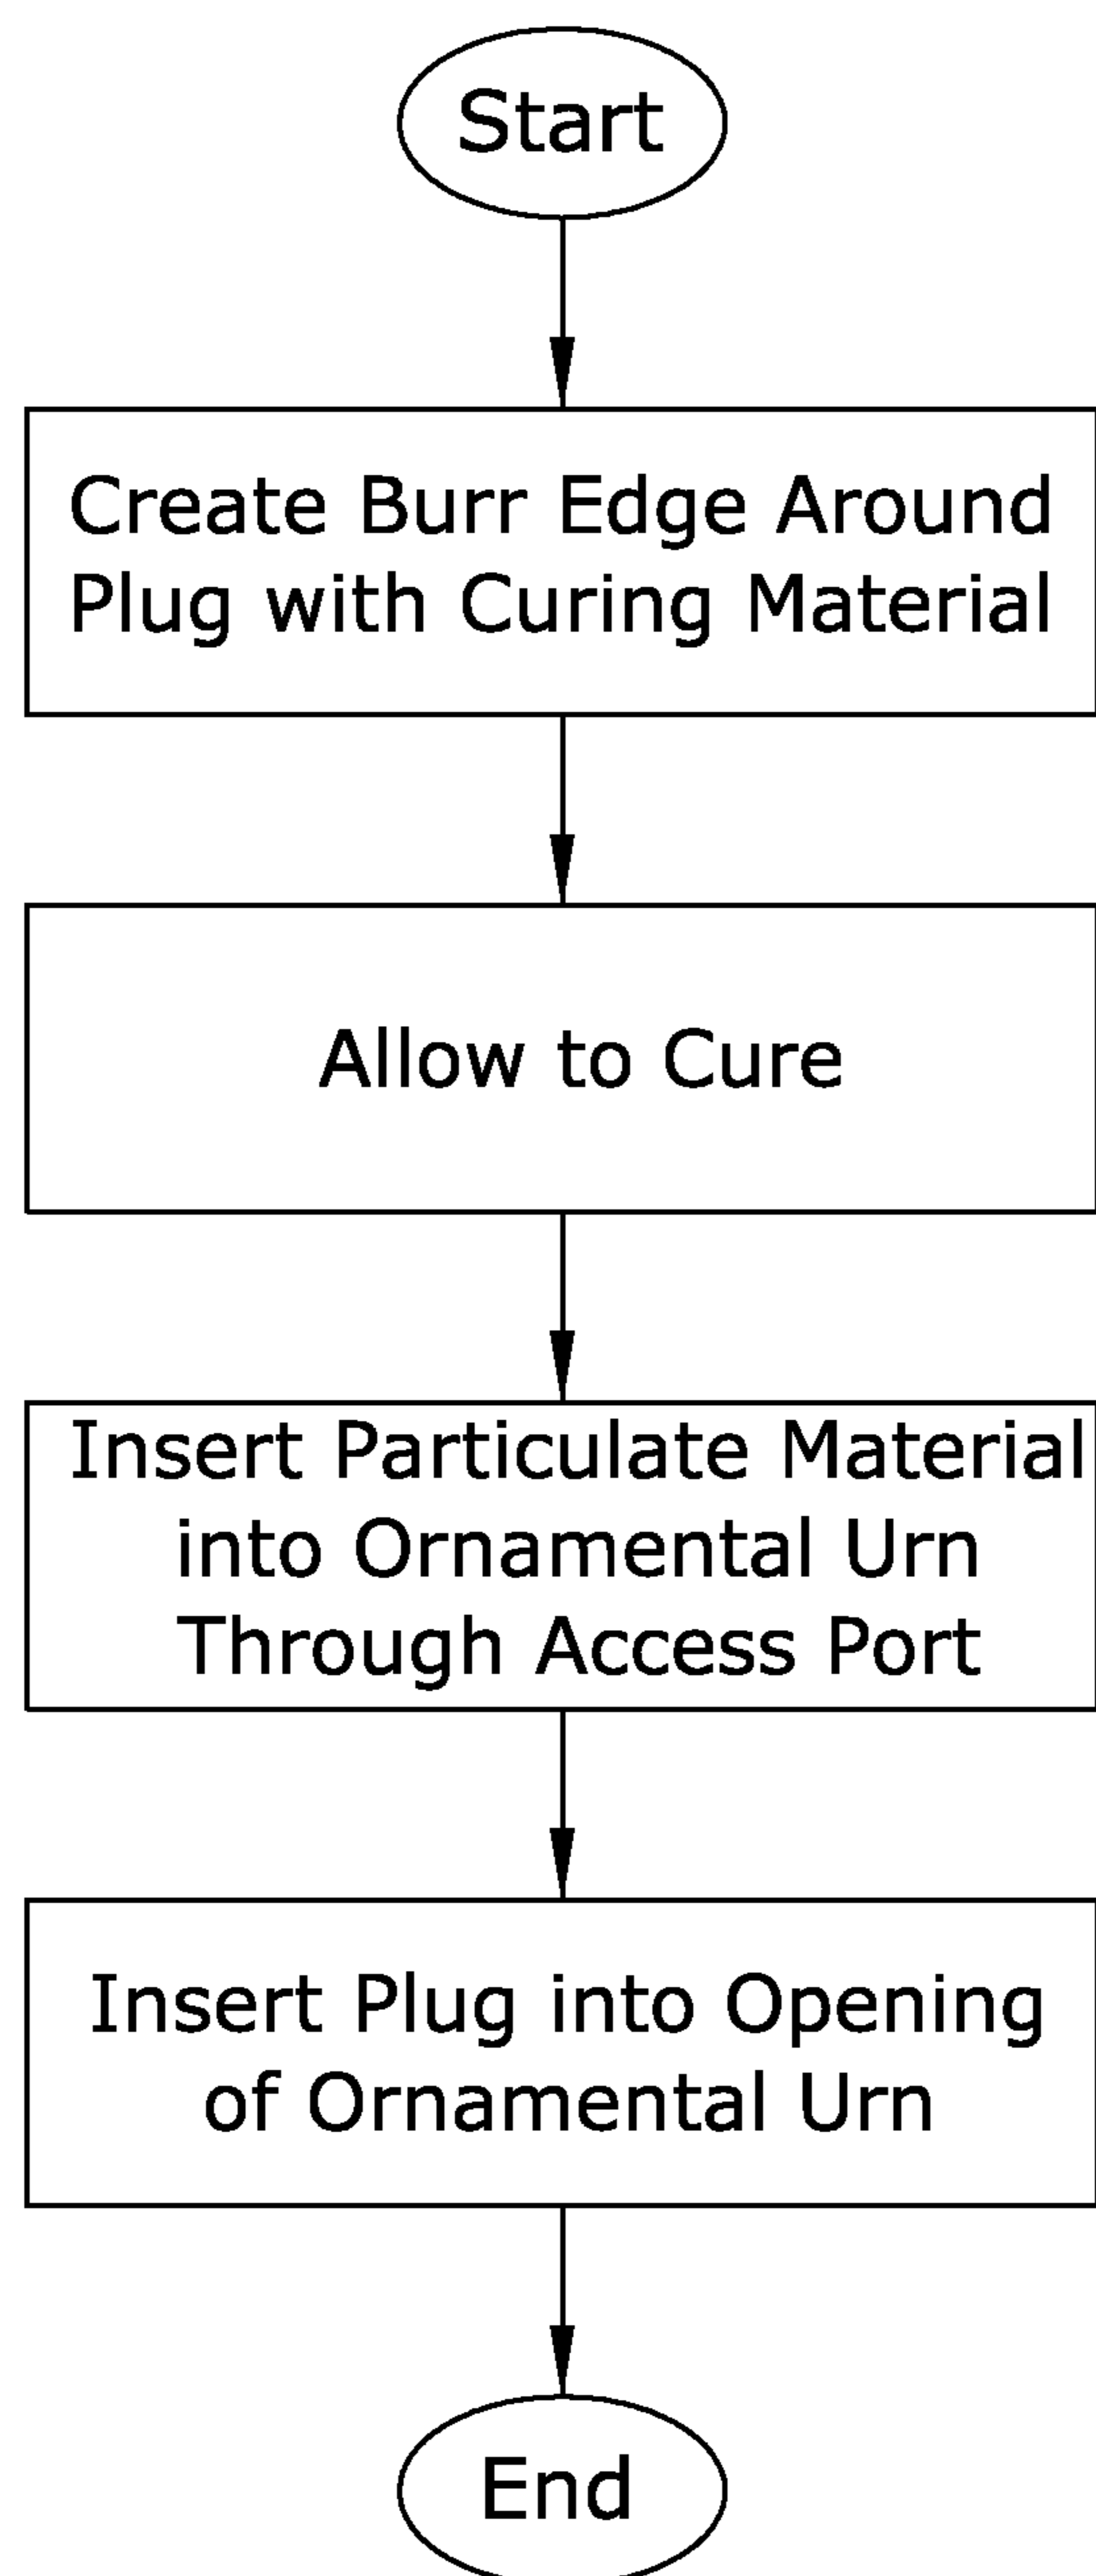 Start
Create Burr Edge Around
Plug with Curing Material
Allow to Cure
Insert Particulate Material
into Ornamental Urn
Through Access Port
Insert Plug into Opening
of Ornamental Urn
End